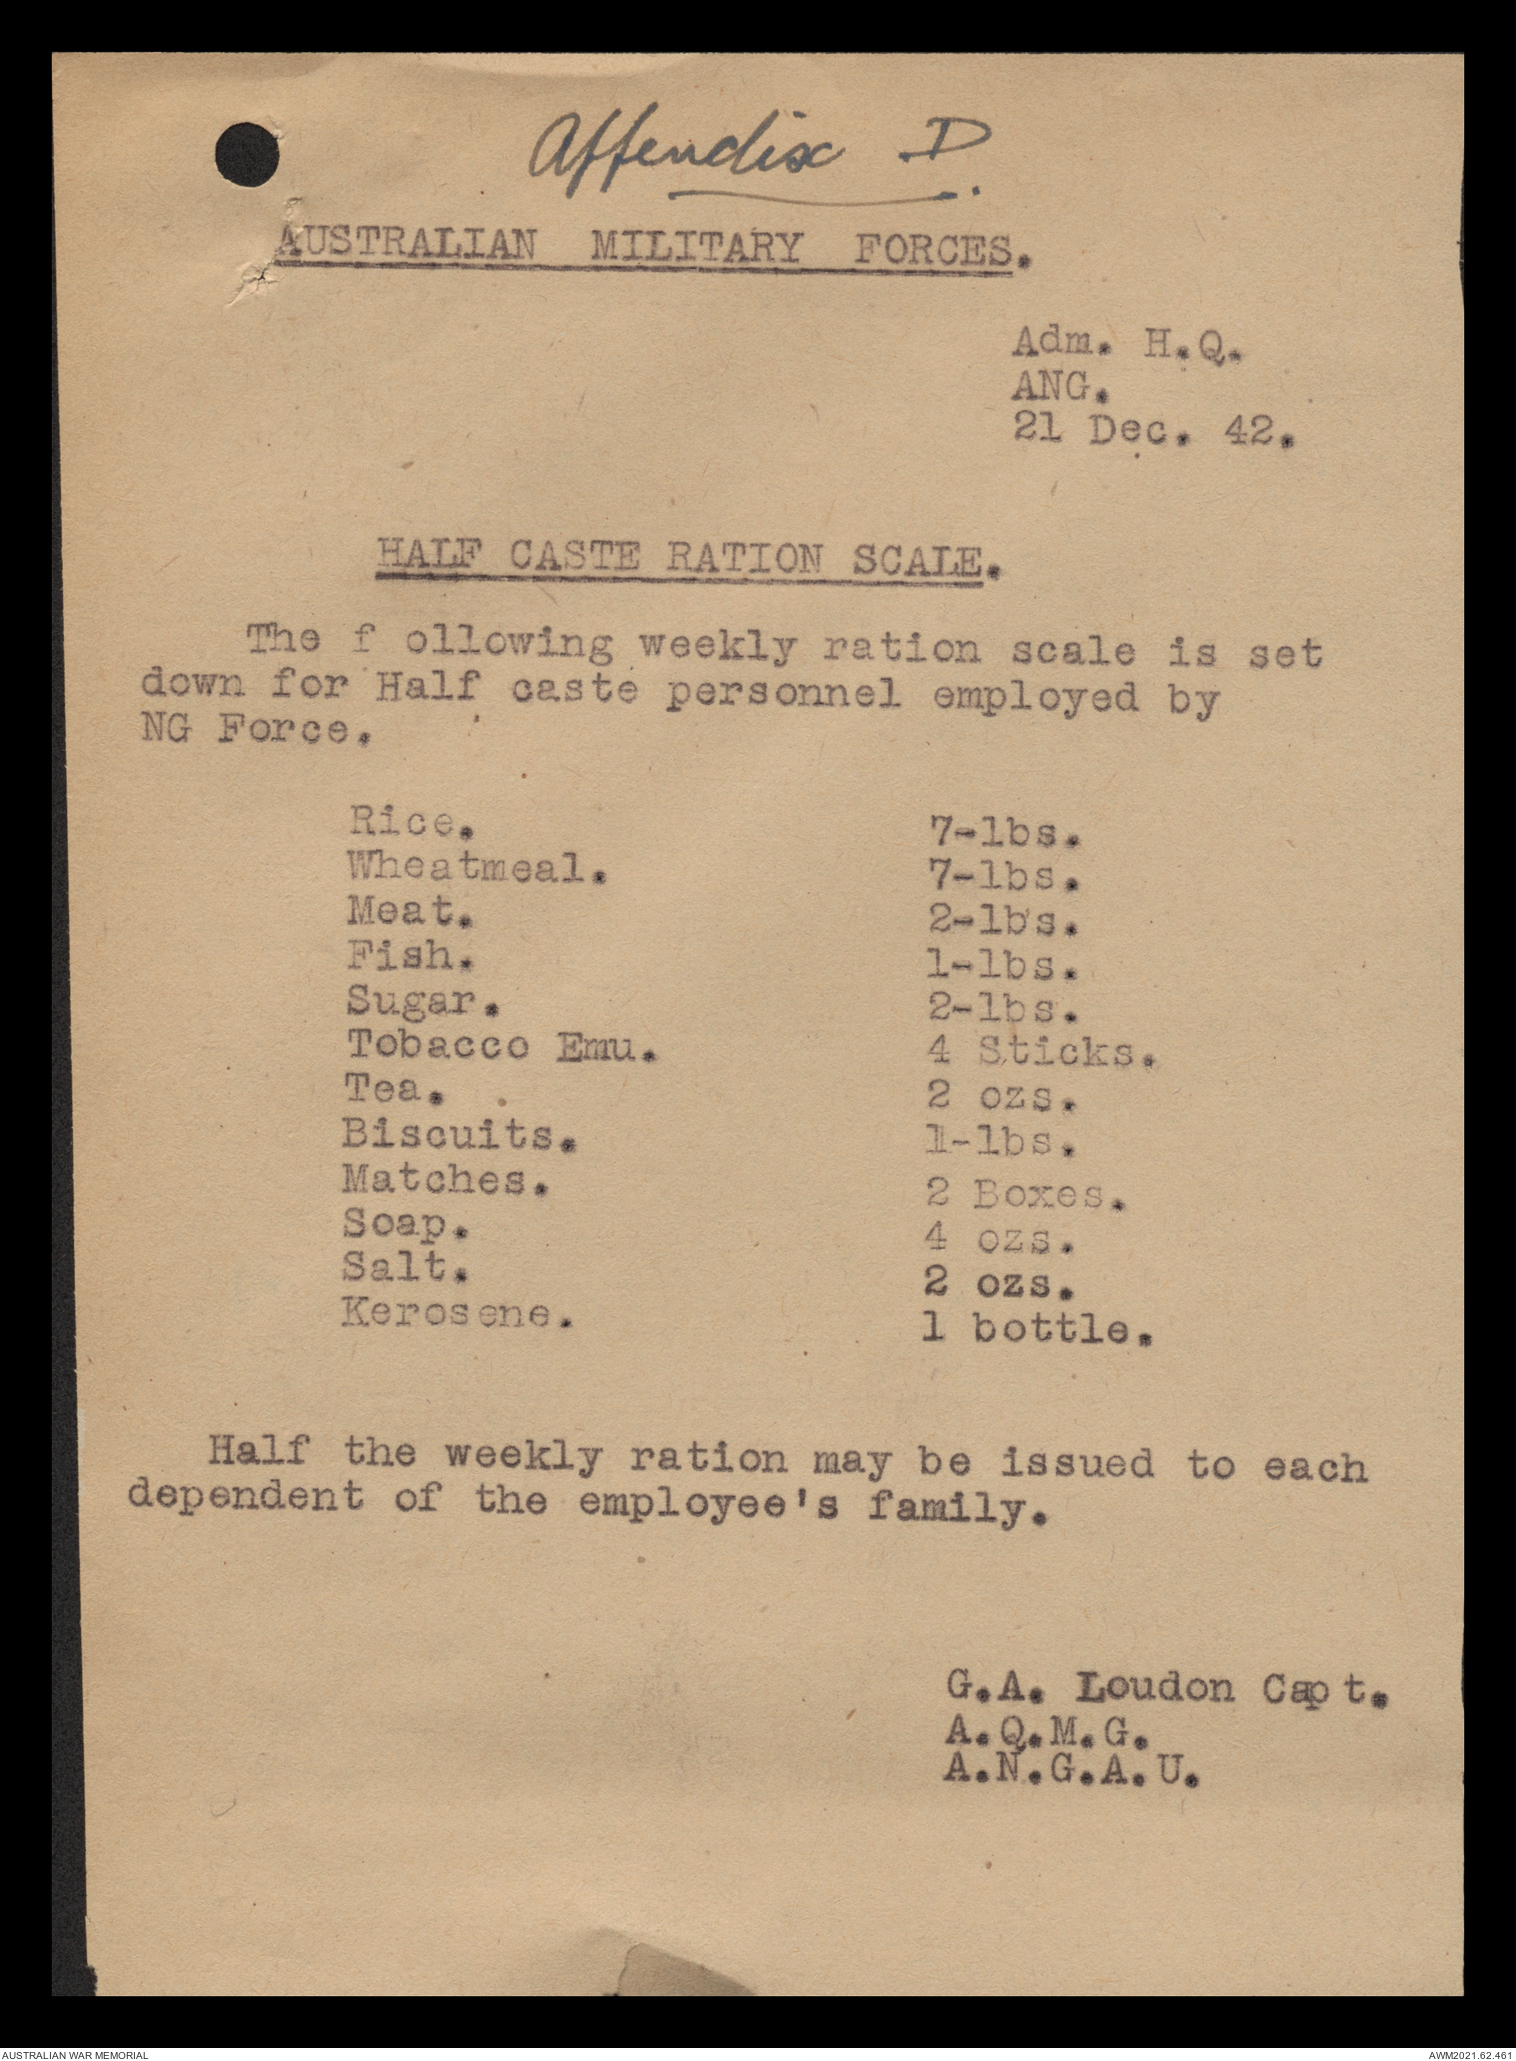 Appendix D.
AUSTRALIAN MILITARY FORCES.
Adm. H.Q.
ANG.
21 Dec. 42.
HALF CASTE RATION SCALE.
The f ollowing weekly ration scale is set
down for Half caste personnel employed by
NG Force.
Rice. 7-lbs.
Wheatmeal. 7-lbs.
Meat. 2-lbs.
Fish. 1-lbs.
Sugar. 2-lbs.
Tobacco Emu. 4 Sticks.
Tea. 2 ozs.
Biscuits. 1-lbs.
Matches. 2 Boxes.
Soap. 4 ozs.
Salt. 2 ozs.
Kerosene. 1 bottle.
Half the weekly ration may be issued to each
dependent of the employee's family.
G.A. Loudon Capt.
A.Q.M.G.
A.N.G.A.U.
AUSTRALIAN WAR MEMORIAL AWM2021.62.461